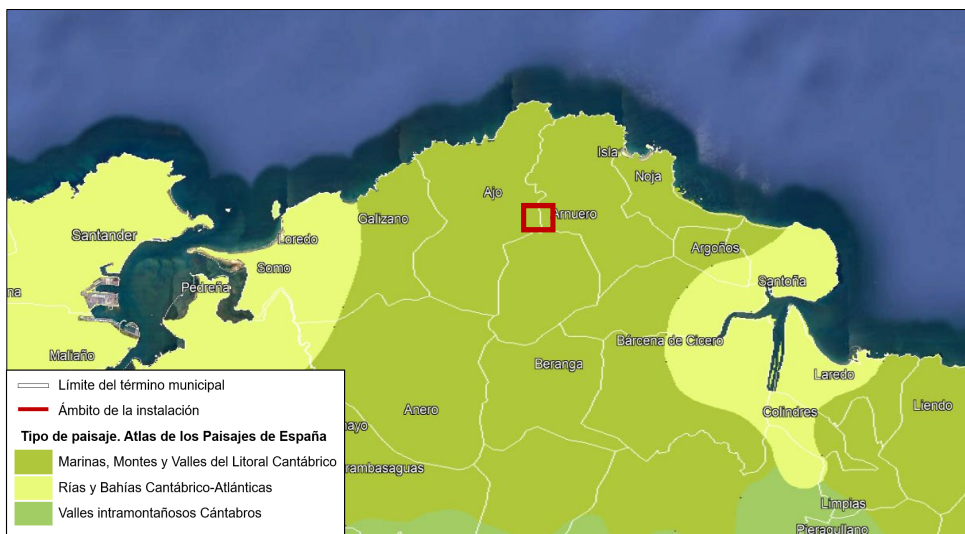 Isla
Noja
Ajo
Arnuero
Galizano
Santander
Loredo
Argoños
Somo
Santoña
Pedreña
Bárcena de Cicero
Maliaño
Beranga
Laredo
Límite del término municipal
Ámbito de la instalación
Anero
Colindres
Liendo
Tipo de paisaje. Atlas de los Paisajes de España
Marinas, Montes y Valles del Litoral Cantábrico
Rías y Bahías Cantábrico-Atlánticas
Limpias
Valles intramontañosos Cántabros